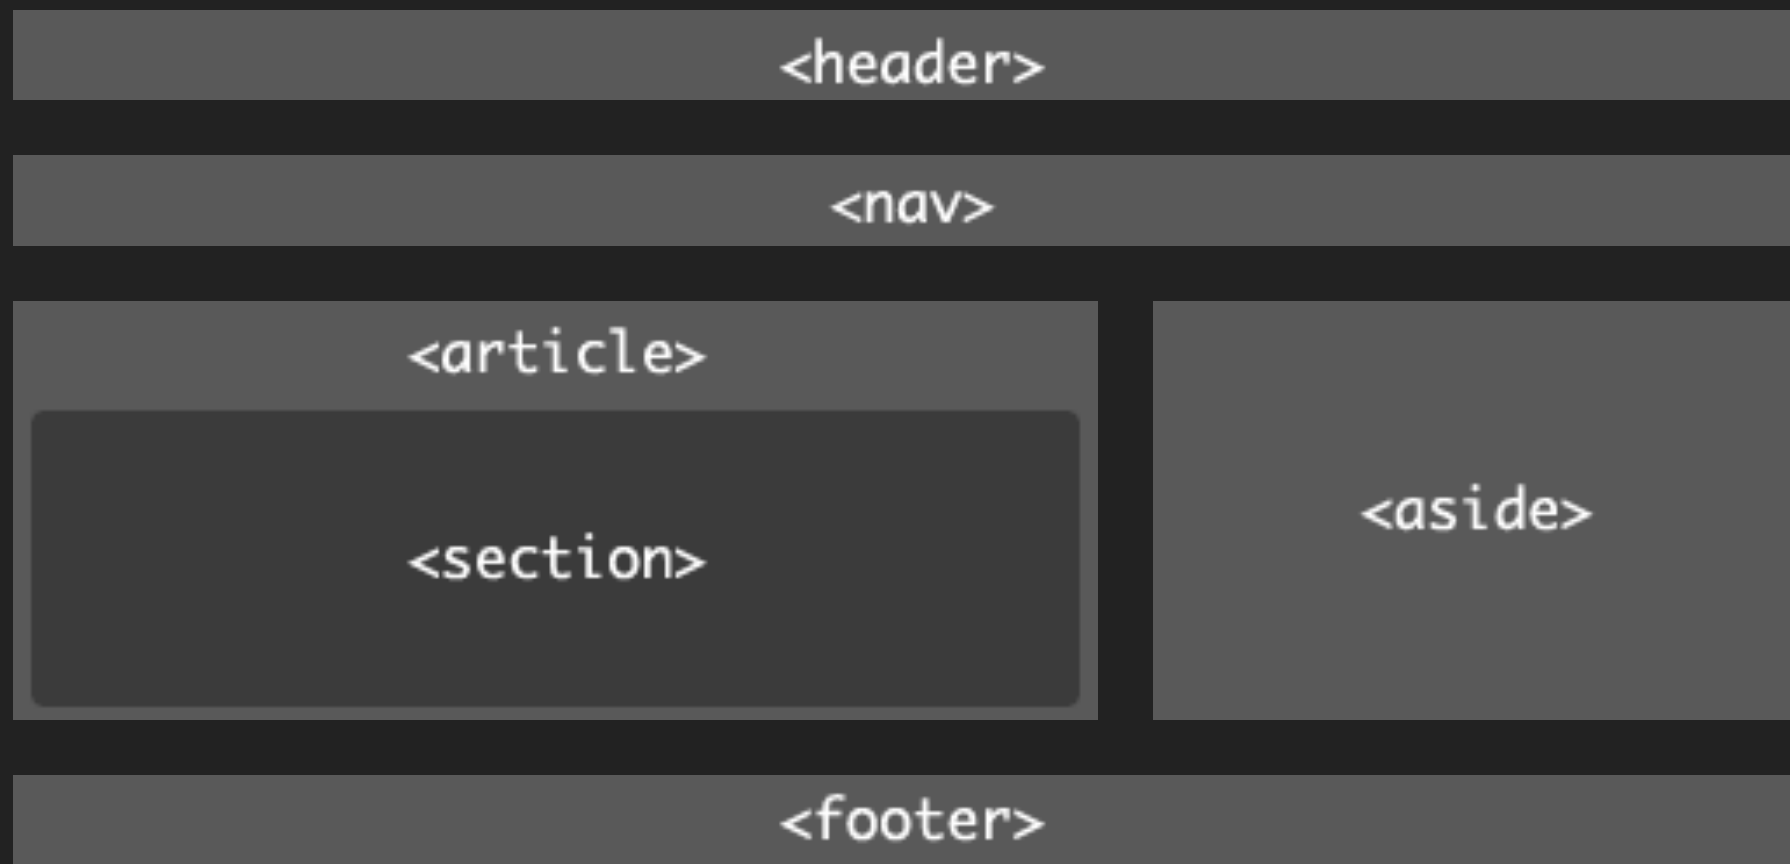 <header>
<nav>
<article>
<section>
<aside>
<footer>